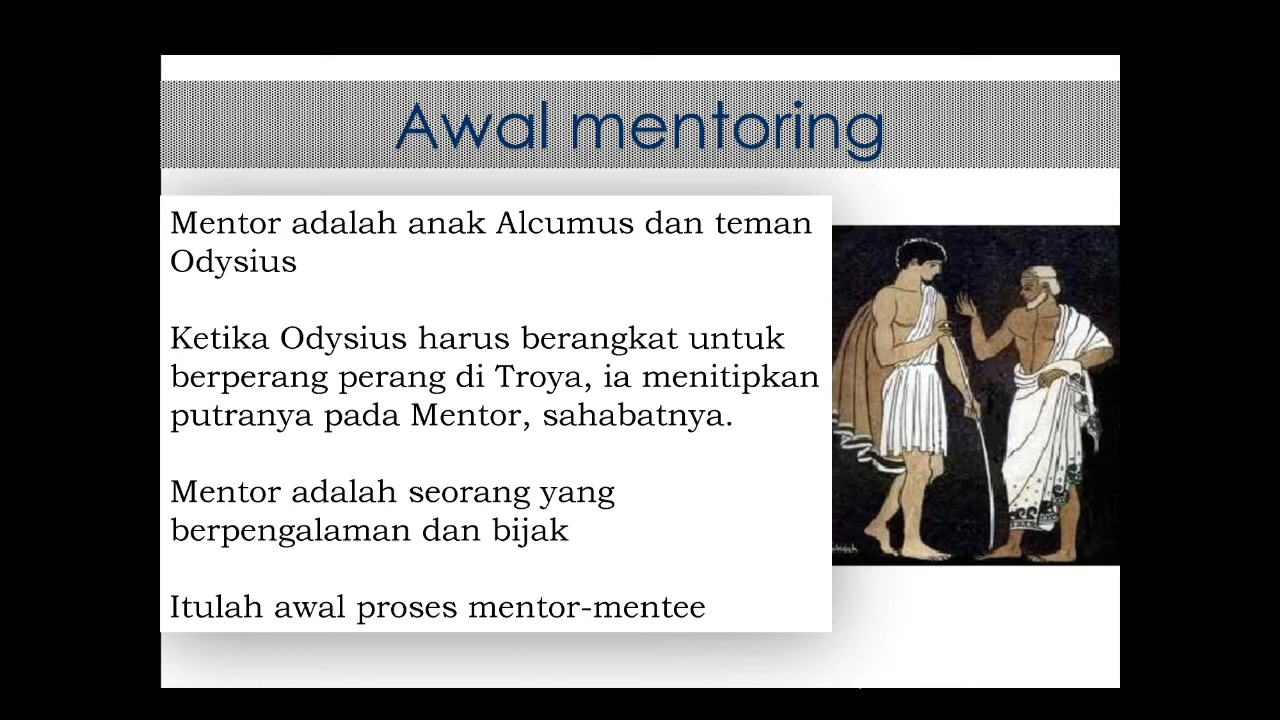 Awal mentoring
Mentor adalah anak Alcumus dan teman
Odysius
Ketika Odysius harus berangkat untuk
berperang perang di Troya, ia menitipkan
putranya pada Mentor, sahabatnya.
Mentor adalah seorang yang
berpengalaman dan bijak
Itulah awal proses mentor-mentee